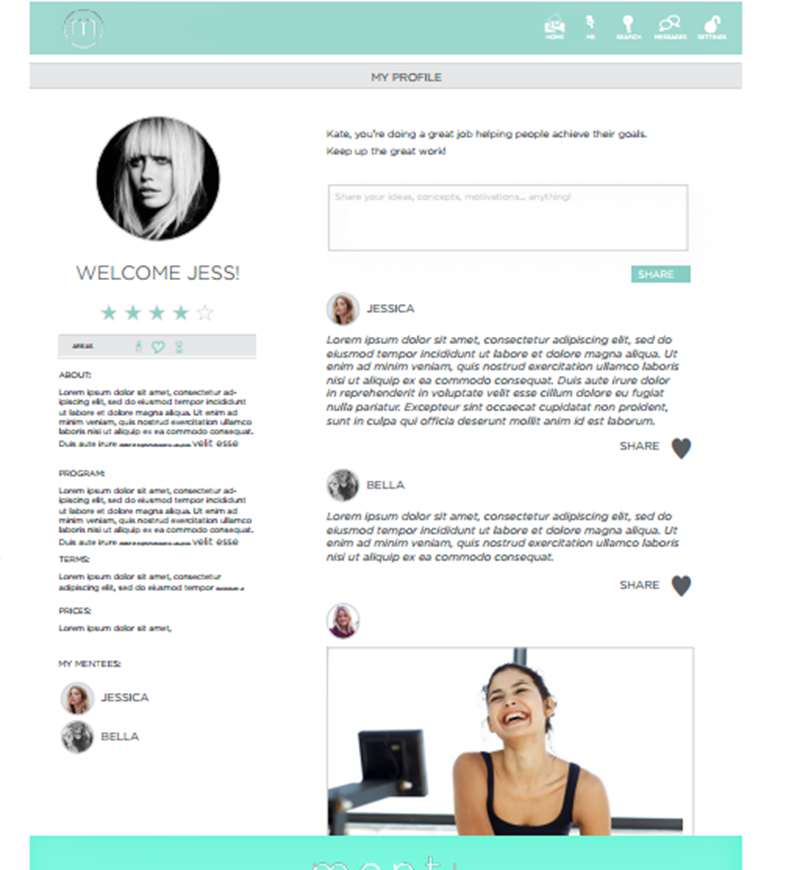 m
HOME ME SEARCH MESSAGES SETTINGS
MY PROFILE
WELCOME JESS!
AREAS
ABOUT:
Lorem ipsum dolor sit amet, consectetur ad-
ipiscing elit, sed do eiusmod tempor incididunt
ut labore et dolore magna aliqua. Ut enim ad
minim veniam, quis nostrud exercitation ullamco
laboris nisi ut aliquip ex ea commodo consequat.
Duis aute irure velit esse
PROGRAM:
Lorem ipsum dolor sit amet, consectetur ad-
ipiscing elit, sed do eiusmod tempor incididunt
ut labore et dolore magna aliqua. Ut enim ad
minim veniam, quis nostrud exercitation ullamco
laboris nisi ut aliquip ex ea commodo consequat.
Duis aute irure velit esse
TERMS:
Lorem ipsum dolor sit amet, consectetur
adipiscing elit, sed do eiusmod tempor
PRICES:
Lorem ipsum dolor sit amet,
MY MENTEES:
JESSICA
BELLA
Kate, you're doing a great job helping people achieve their goals.
Keep up the great work!
Share your ideas, concepts, motivations... anything!
SHARE
JESSICA
Lorem ipsum dolor sit amet, consectetur adipiscing elit, sed do
eiusmod tempor incididunt ut labore et dolore magna aliqua. Ut
enim ad minim veniam, quis nostrud exercitation ullamco laboris
nisi ut aliquip ex ea commodo consequat. Duis aute irure dolor
in reprehenderit in voluptate velit esse cillum dolore eu fugiat
nulla pariatur. Excepteur sint occaecat cupidatat non proident,
sunt in culpa qui officia deserunt mollit anim id est laborum.
SHARE
BELLA
Lorem ipsum dolor sit amet, consectetur adipiscing elit, sed do
eiusmod tempor incididunt ut labore et dolore magna aliqua. Ut
enim ad minim veniam, quis nostrud exercitation ullamco laboris
nisi ut aliquip ex ea commodo consequat.
SHARE